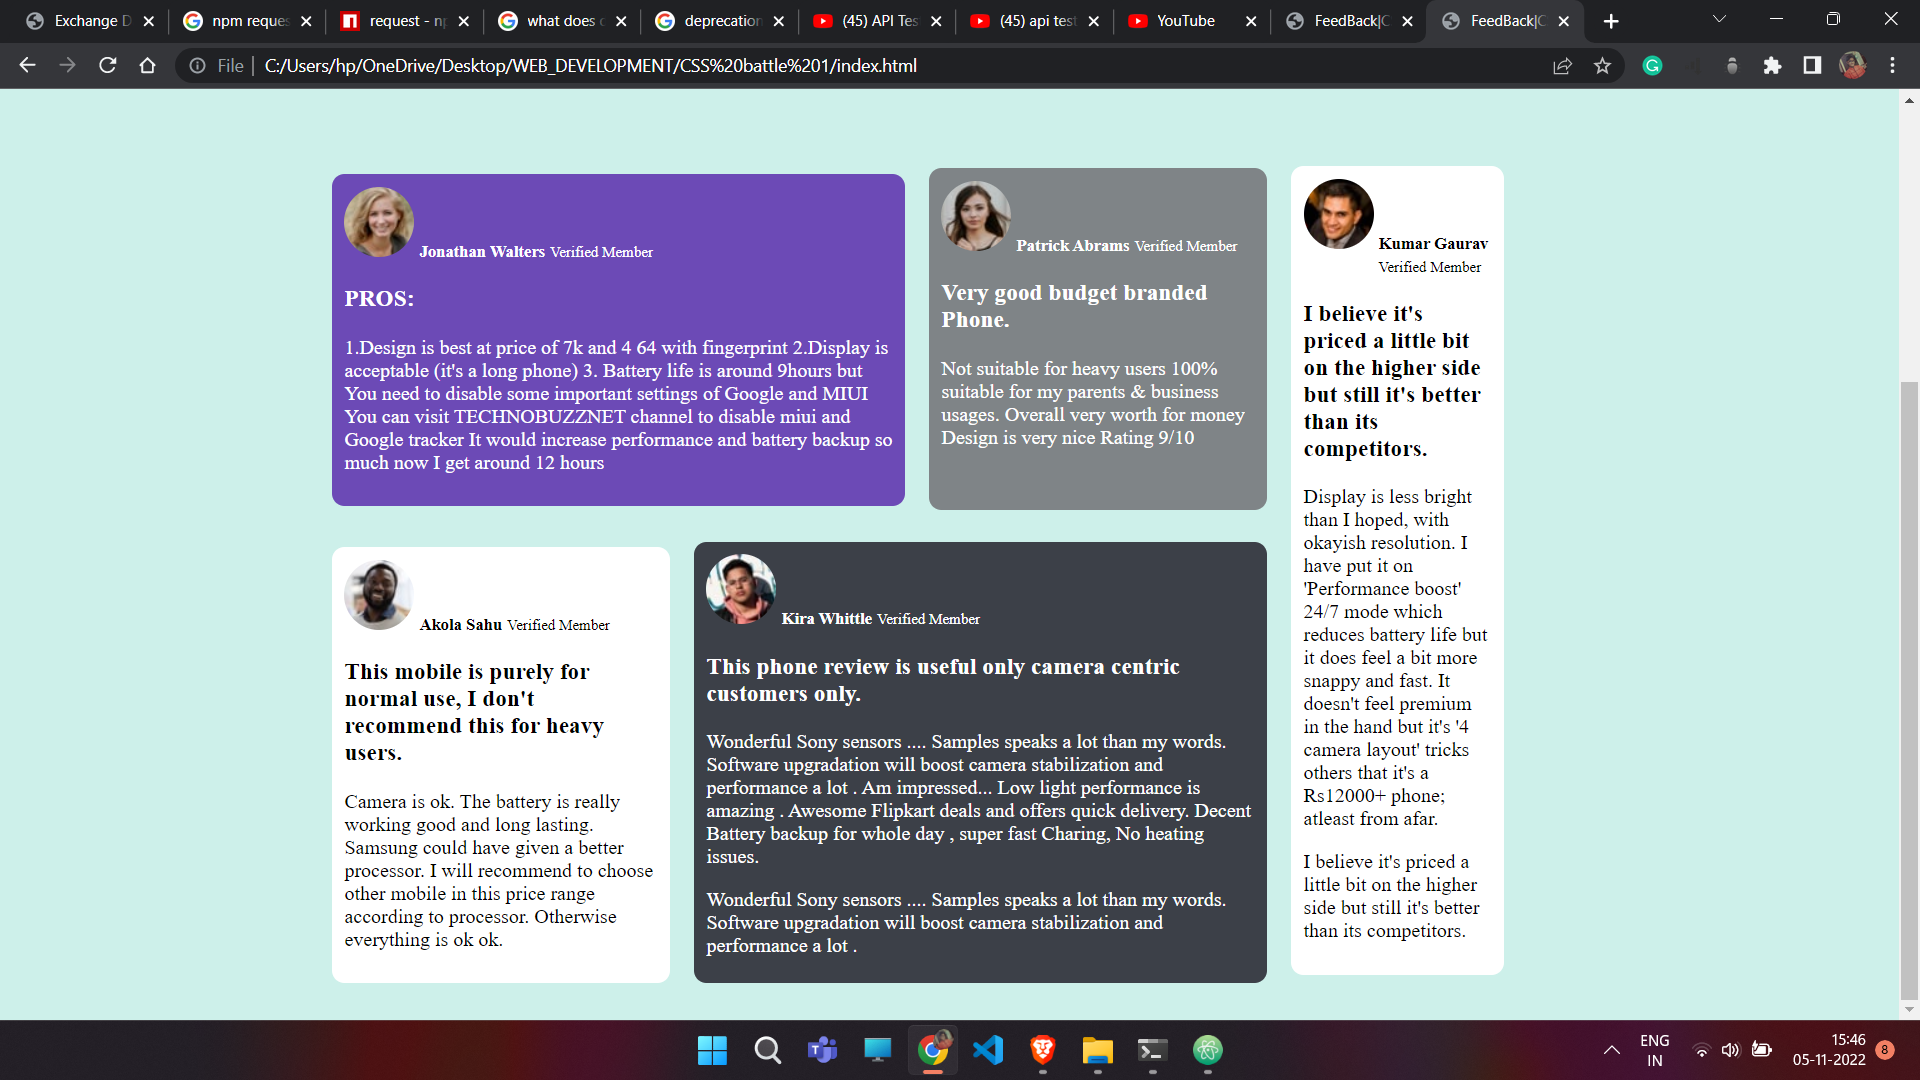 Exchange D
npm reques
request - np
what does c
deprecation
(45) API Tes
(45) api test
YouTube
FeedBack|C
FeedBack|C
File
C:/Users/hp/OneDrive/Desktop/WEB_DEVELOPMENT/CSS%20battle%201/index.html
Jonathan Walters Verified Member
PROS:
1.Design is best at price of 7k and 4 64 with fingerprint 2.Display is
acceptable (it's a long phone) 3. Battery life is around 9hours but
You need to disable some important settings of Google and MIUI
You can visit TECHNOBUZZNET channel to disable miui and
Google tracker It would increase performance and battery backup so
much now I get around 12 hours
Patrick Abrams Verified Member
Very good budget branded
Phone.
Not suitable for heavy users 100%
suitable for my parents & business
usages. Overall very worth for money
Design is very nice Rating 9/10
Kumar Gaurav
Verified Member
I believe it's
priced a little bit
on the higher side
but still it's better
than its
competitors.
Display is less bright
than I hoped, with
okayish resolution. I
have put it on
'Performance boost'
24/7 mode which
reduces battery life but
it does feel a bit more
snappy and fast. It
doesn't feel premium
in the hand but it's '4
camera layout' tricks
others that it's a
Rs12000+ phone;
atleast from afar.
I believe it's priced a
little bit on the higher
side but still it's better
than its competitors.
Akola Sahu Verified Member
This mobile is purely for
normal use, I don't
recommend this for heavy
users.
Camera is ok. The battery is really
working good and long lasting.
Samsung could have given a better
processor. I will recommend to choose
other mobile in this price range
according to processor. Otherwise
everything is ok ok.
Kira Whittle Verified Member
This phone review is useful only camera centric
customers only.
Wonderful Sony sensors .... Samples speaks a lot than my words.
Software upgradation will boost camera stabilization and
performance a lot . Am impressed... Low light performance is
amazing . Awesome Flipkart deals and offers quick delivery. Decent
Battery backup for whole day , super fast Charing, No heating
issues.
Wonderful Sony sensors .... Samples speaks a lot than my words.
Software upgradation will boost camera stabilization and
performance a lot .
ENG
IN
15:46
05-11-2022
8